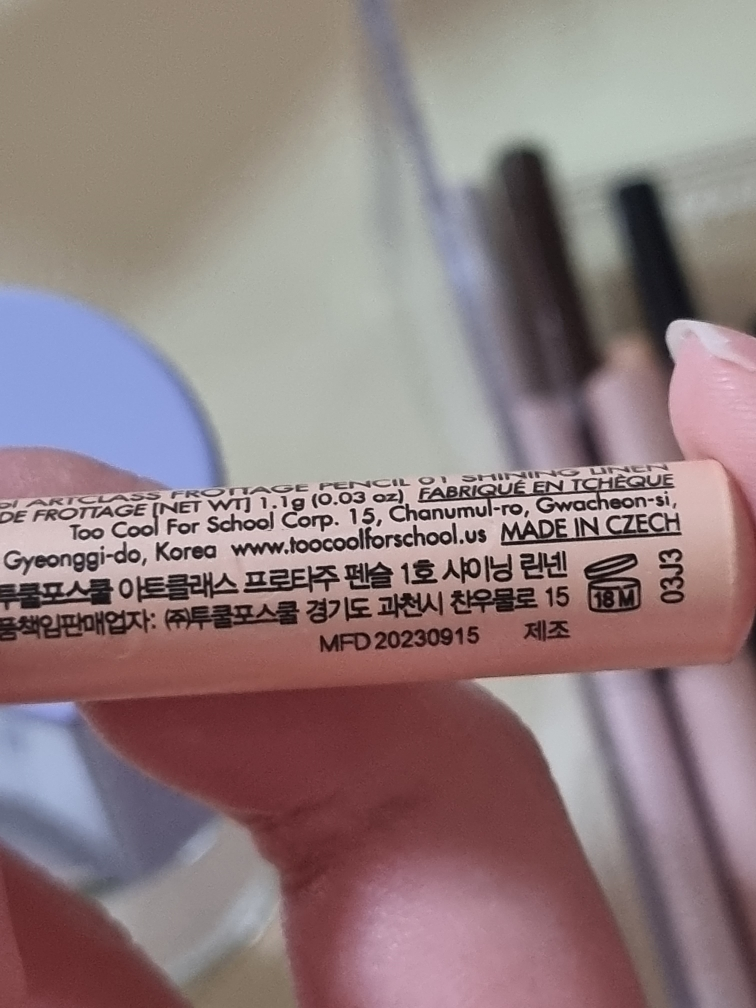 ARTCLASS FROTTAGE PENCIL 01 SHINING LINEN
DE FROTTAGE [NET WT] 1.1g (0.03 oz) FABRIQUÉ EN TCHÈQUE
Too Cool For School Corp. 15, Chanumul-ro, Gwacheon-si,
Gyeonggi-do, Korea www.toocoolforschool.us MADE IN CZECH
투쿨포스쿨 아트클래스 프로타주 펜슬 1호 샤이닝 린넨
품책임판매업자: ㈜투쿨포스쿨 경기도 과천시 찬우물로 15
MFD 20230915 제조
18 M
03J3